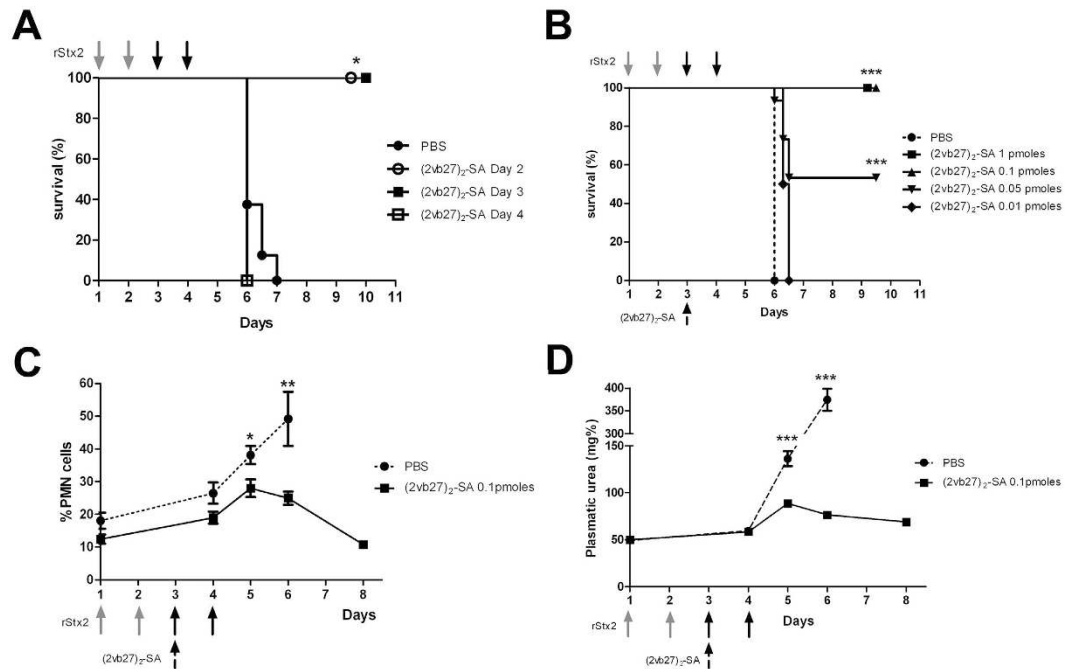 A
rStx2
*
100
80
60
40
20
0
survival (%)
1 2 3 4 5 6 7 8 9 10 11
Days
PBS
(2vb27)₂-SA Day 2
(2vb27)₂-SA Day 3
(2vb27)₂-SA Day 4
B
rStx2
***
***
100
80
60
40
20
0
survival (%)
1 2 3 4 5 6 7 8 9 10 11
Days
(2vb27)₂-SA
PBS
(2vb27)₂-SA 1 pmoles
(2vb27)₂-SA 0.1 pmoles
(2vb27)₂-SA 0.05 pmoles
(2vb27)₂-SA 0.01 pmoles
C
60
50
40
30
20
10
0
%PMN cells
*
**
1 2 3 4 5 6 7 8
Days
rStx2
(2vb27)₂-SA
PBS
(2vb27)₂-SA 0.1pmoles
D
400
350
300
150
100
50
0
Plasmatic urea (mg%)
***
***
1 2 3 4 5 6 7 8
Days
rStx2
(2vb27)₂-SA
PBS
(2vb27)₂-SA 0.1pmoles